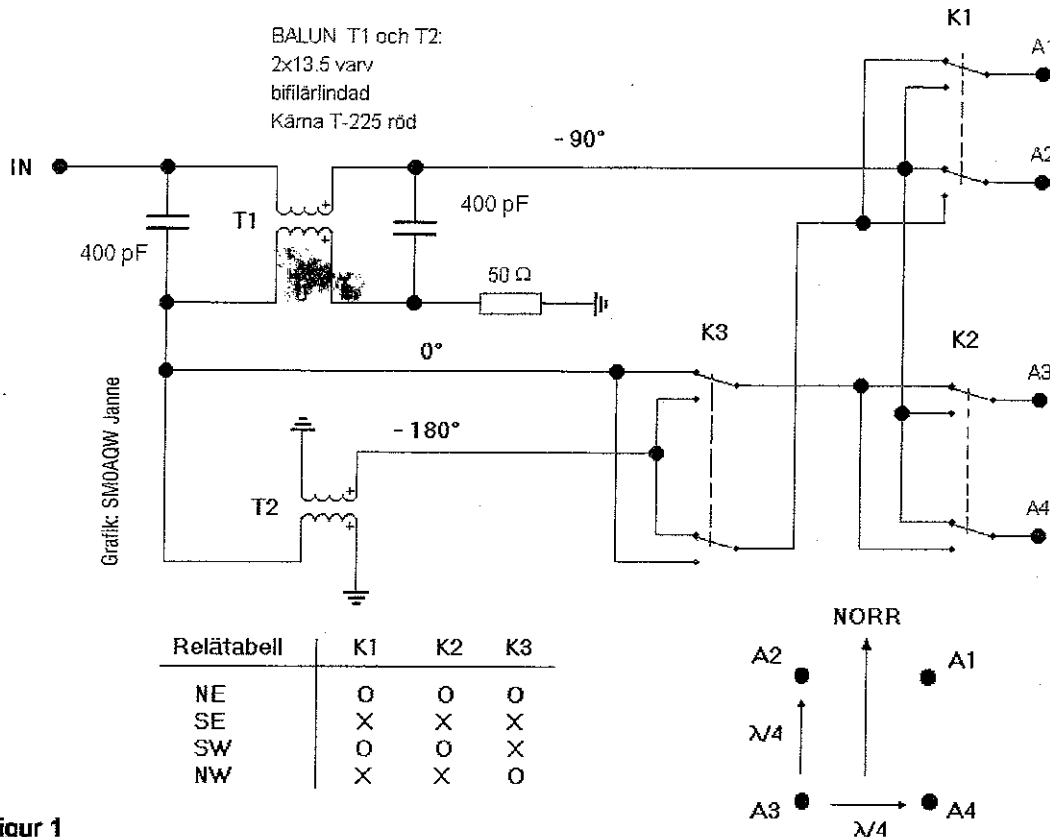 BALUN T1 och T2:
2x13.5 varv
bifilärlindad
Kärna T-225 röd
K1
A1
A2
IN
- 90°
400 pF
T1
400 pF
50 Ω
0°
K3
K2
A3
- 180°
T2
A4
Grafik: SM0AQW Janne
Relätabell K1 K2 K3
NE O O O
SE X X X
SW O O X
NW X X O
NORR
A2
A1
λ/4
A3
A4
λ/4
igur 1